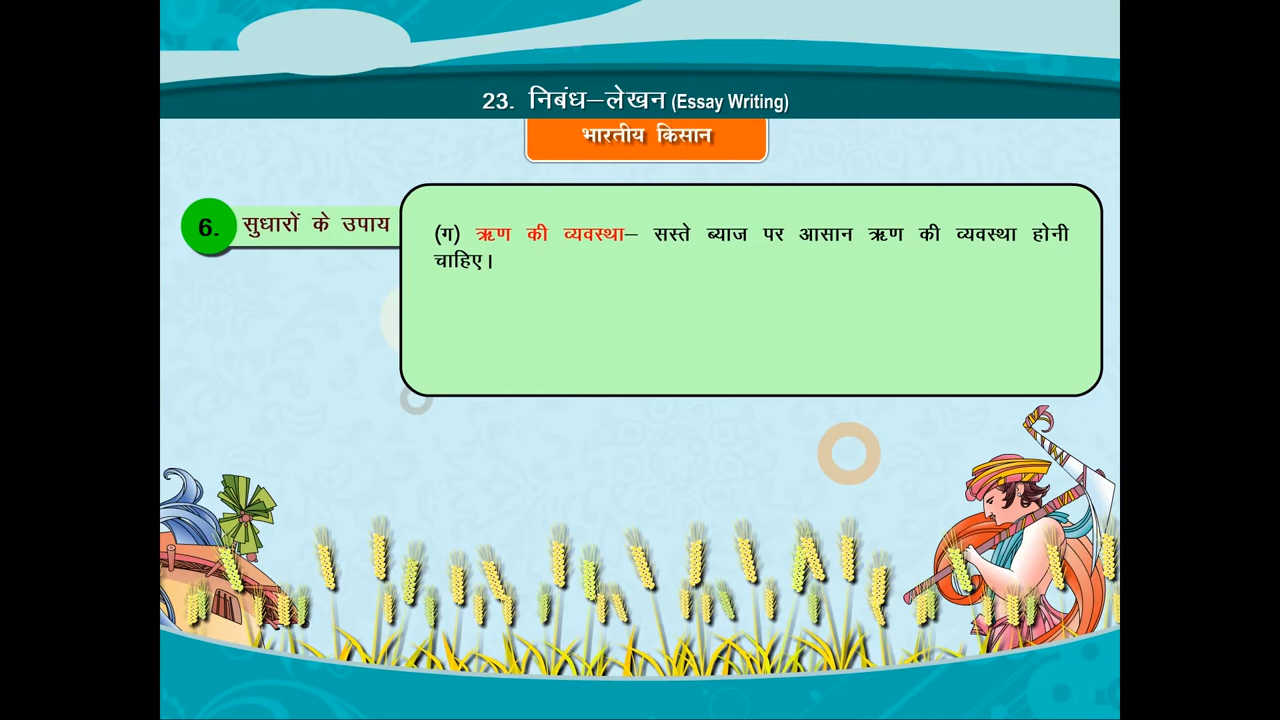 23. निबंध–लेखन (Essay Writing)
भारतीय किसान
6. सुधारों के उपाय
(ग) ऋण की व्यवस्था– सस्ते ब्याज पर आसान ऋण की व्यवस्था होनी
चाहिए।